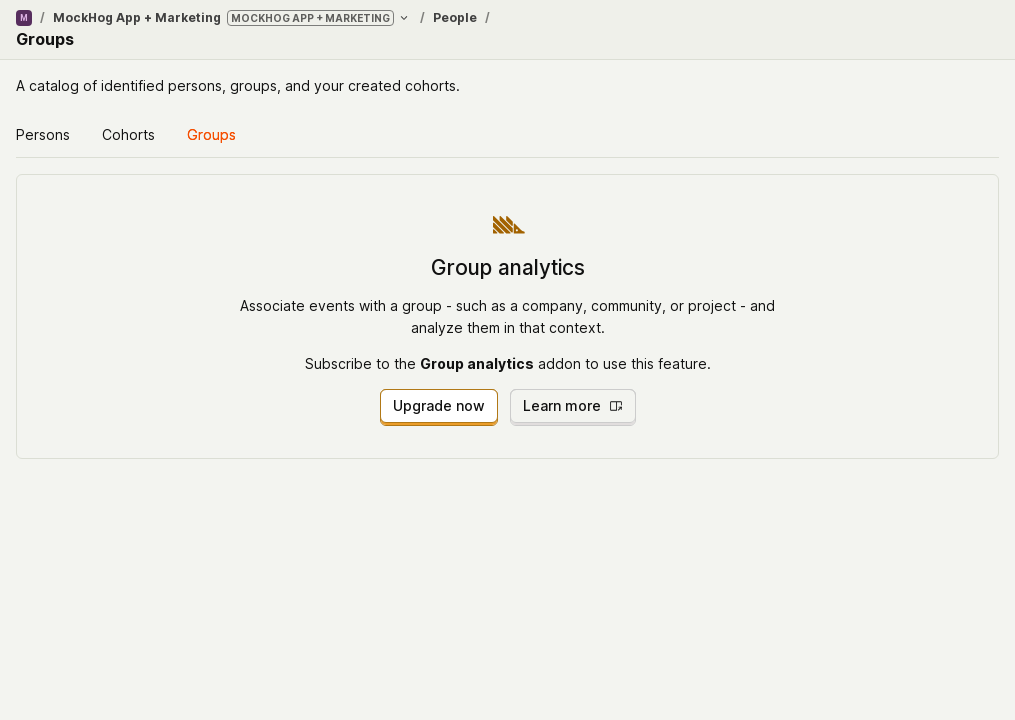 M / MockHog App + Marketing MOCKHOG APP + MARKETING / People /
Groups
A catalog of identified persons, groups, and your created cohorts.
Persons Cohorts Groups
Group analytics
Associate events with a group - such as a company, community, or project - and
analyze them in that context.
Subscribe to the Group analytics addon to use this feature.
Upgrade now Learn more